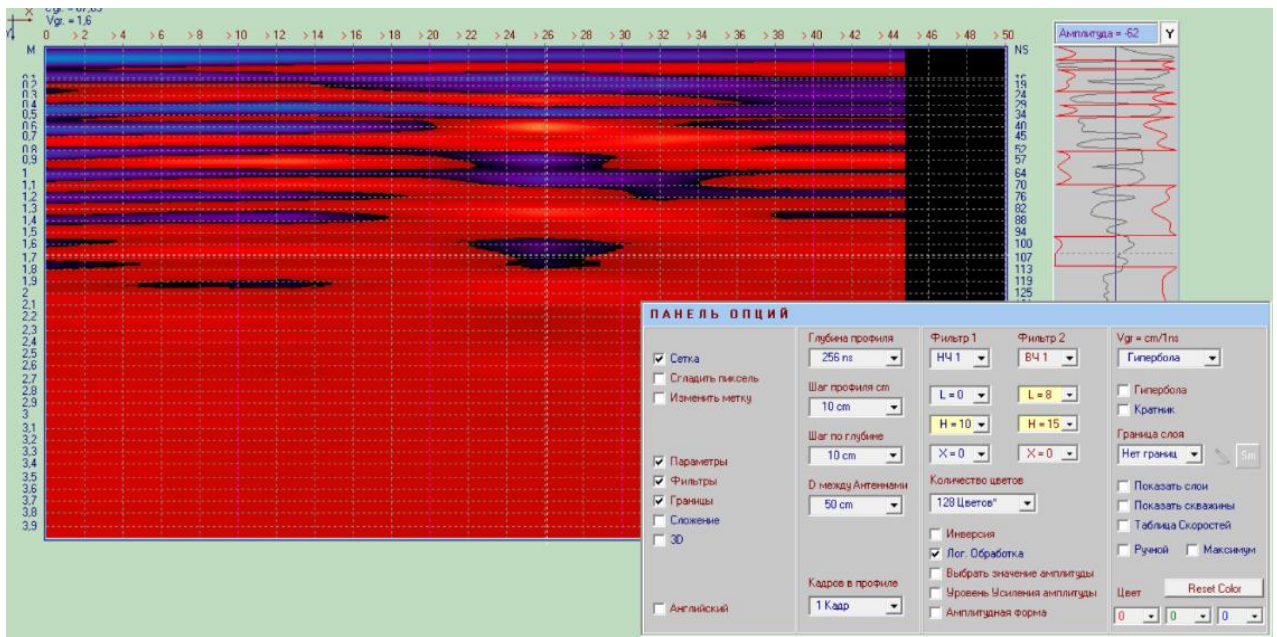 Vgr. = 1,6
0 > 2 > 4 > 6 > 8 > 10 > 12 > 14 > 16 > 18 > 20 > 22 > 24 > 26 > 28 > 30 > 32 > 34 > 36 > 38 > 40 > 42 > 44 > 46 > 48 > 50
Амплитуда = -62 Y
M
NS
0,2
0,3
0,4
0,5
0,6
0,7
0,8
0,9
1
1,1
1,2
1,3
1,4
1,5
1,6
1,7
1,8
1,9
2
2,1
2,2
2,3
2,4
2,5
2,6
2,7
2,8
2,9
3
3,1
3,2
3,3
3,4
3,5
3,6
3,7
3,8
3,9
19
24
29
34
40
45
52
57
64
70
76
82
88
94
100
107
113
119
125
ПАНЕЛЬ ОПЦИЙ
Сетка
Сгладить пиксель
Изменить метку
Параметры
Фильтры
Границы
Сложение
3D
Английский
Глубина профиля
256 ns
Шаг профиля cm
10 cm
Шаг по глубине
10 cm
D между Антеннами
50 cm
Кадров в профиле
1 Кадр
Фильтр 1 Фильтр 2
НЧ 1 ВЧ 1
L = 0 L = 8
H = 10 H = 15
X = 0 X = 0
Количество цветов
128 Цветов*
Инверсия
Лог. Обработка
Выбрать значение амплитуды
Уровень Усиления амплитуды
Амплитудная форма
Vgr = cm/1ns
Гипербола
Гипербола
Кратник
Граница слоя
Нет границ Sm
Показать слои
Показать скважины
Таблица Скоростей
Ручной Максимум
Цвет Reset Color
0 0 0